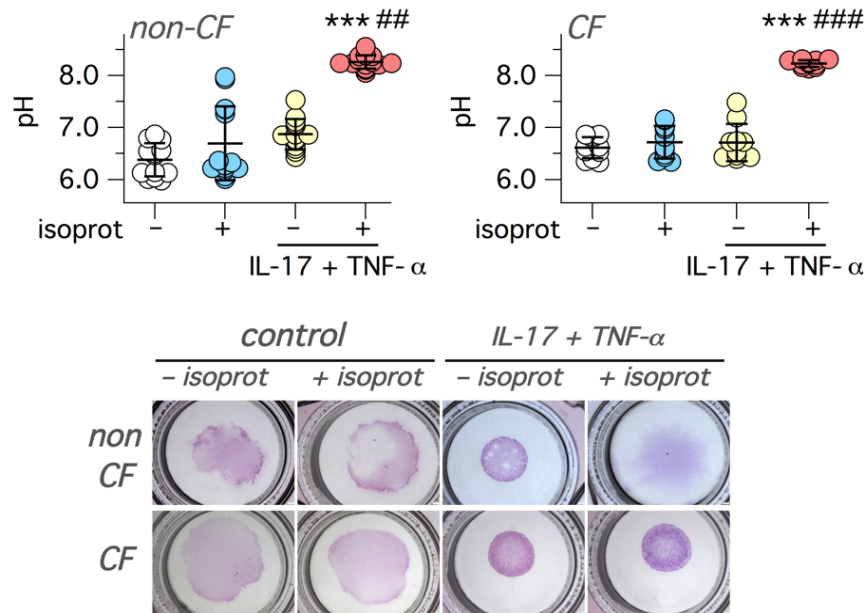 non-CF
*** ##
8.0
7.0
6.0
pH
isoprot
– + – +
IL-17 + TNF-α
CF
*** ###
8.0
7.0
6.0
pH
isoprot
– + – +
IL-17 + TNF-α
control
IL-17 + TNF-α
– isoprot
+ isoprot
– isoprot
+ isoprot
non
CF
CF